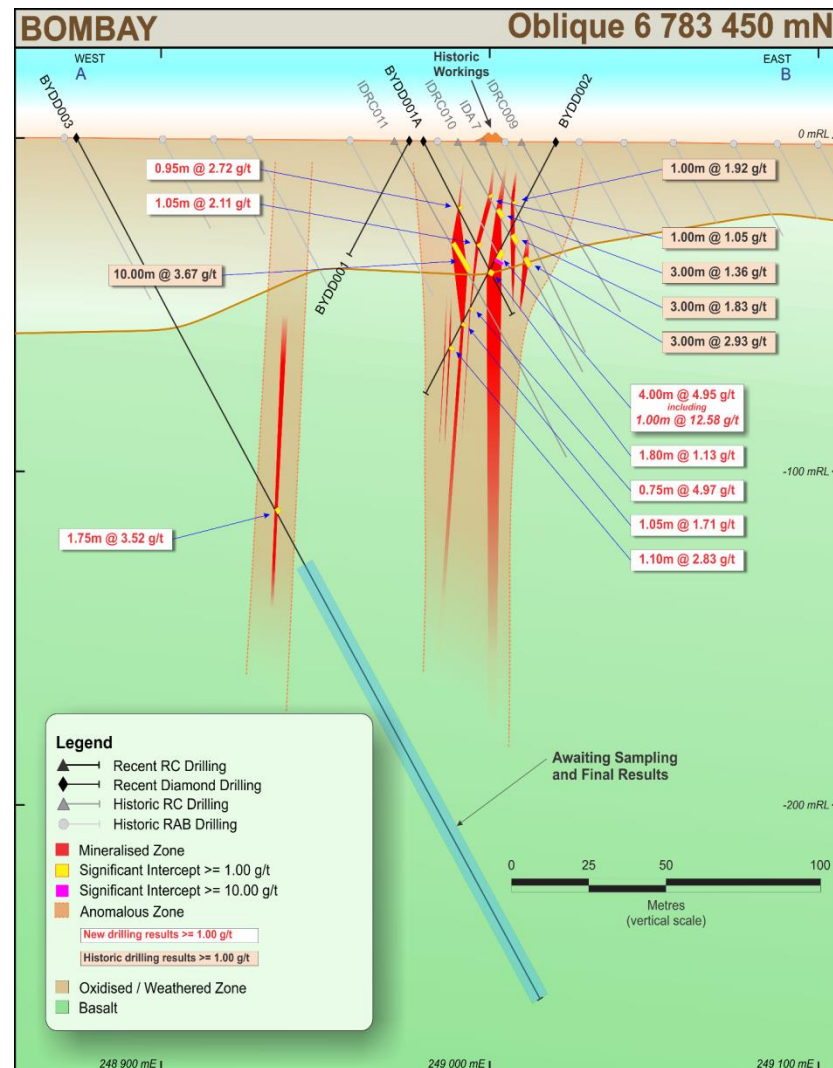 BOMBAY
Oblique 6 783 450 mN
WEST
A
Historic
Workings
EAST
B
BYDD003
IDRC011
BYDD001A
IDRC010
IDA 7
IDRC009
BYDD002
0 mRL
0.95m @ 2.72 g/t
1.05m @ 2.11 g/t
10.00m @ 3.67 g/t
BYDD001
1.00m @ 1.92 g/t
1.00m @ 1.05 g/t
3.00m @ 1.36 g/t
3.00m @ 1.83 g/t
3.00m @ 2.93 g/t
4.00m @ 4.95 g/t
including
1.00m @ 12.58 g/t
1.80m @ 1.13 g/t
-100 mRL
0.75m @ 4.97 g/t
1.05m @ 1.71 g/t
1.10m @ 2.83 g/t
1.75m @ 3.52 g/t
Legend
Recent RC Drilling
Recent Diamond Drilling
Historic RC Drilling
Historic RAB Drilling
Mineralised Zone
Significant Intercept >= 1.00 g/t
Significant Intercept >= 10.00 g/t
Anomalous Zone
New drilling results >= 1.00 g/t
Historic drilling results >= 1.00 g/t
Oxidised / Weathered Zone
Basalt
Awaiting Sampling
and Final Results
-200 mRL
0 25 50 100
Metres
(vertical scale)
248 900 mE
249 000 mE
249 100 mE